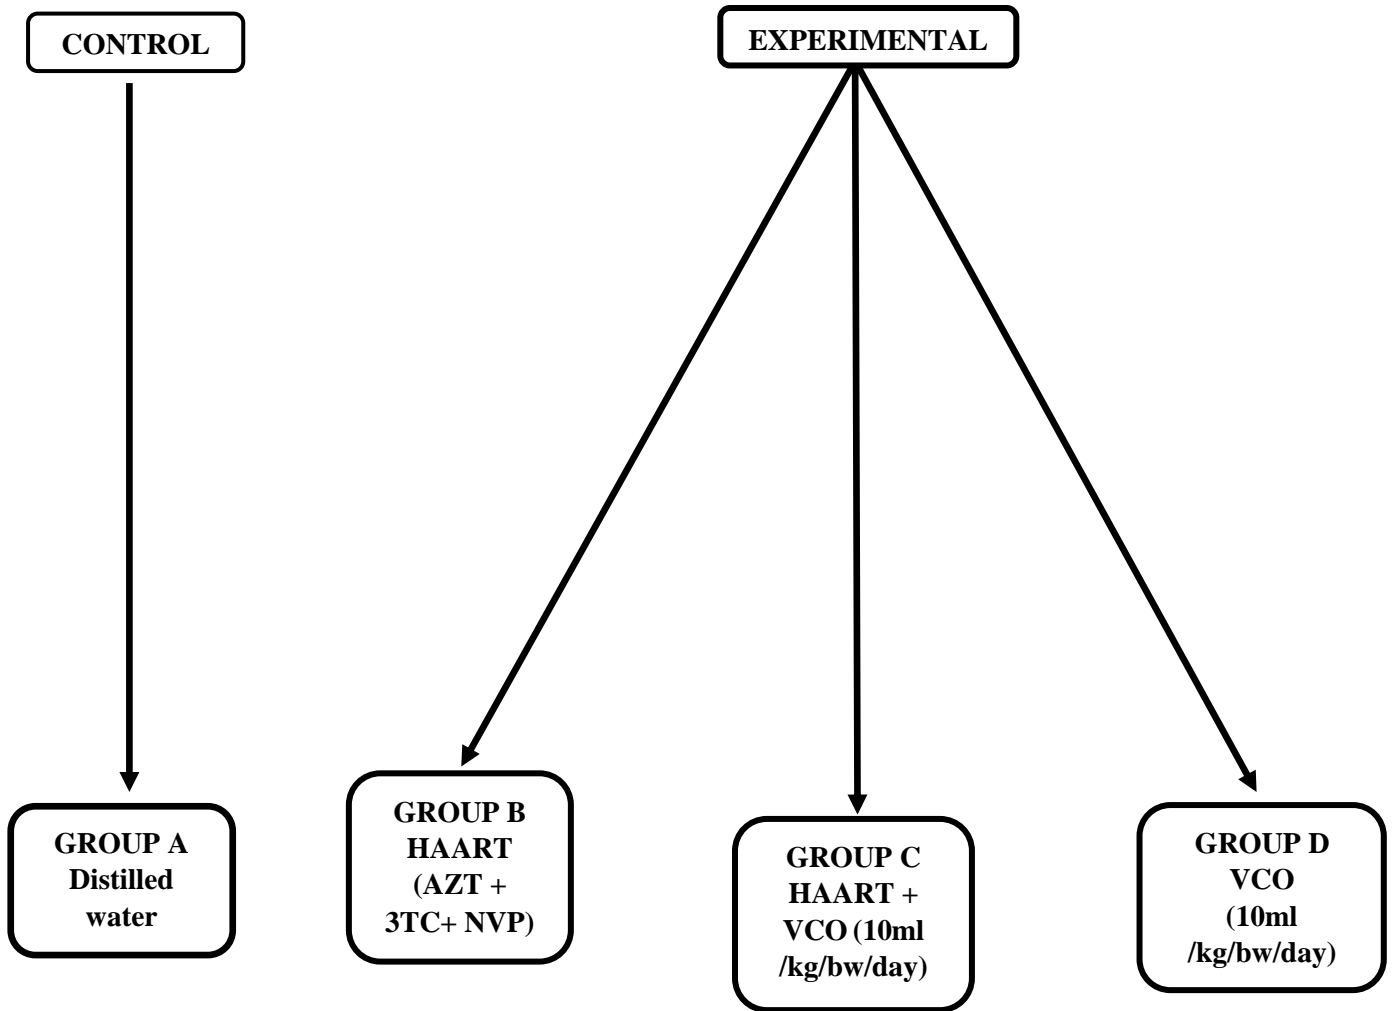 CONTROL
EXPERIMENTAL
GROUP A
Distilled
water
GROUP B
HAART
(AZT +
3TC+ NVP)
GROUP C
HAART +
VCO (10ml
/kg/bw/day)
GROUP D
VCO
(10ml
/kg/bw/day)